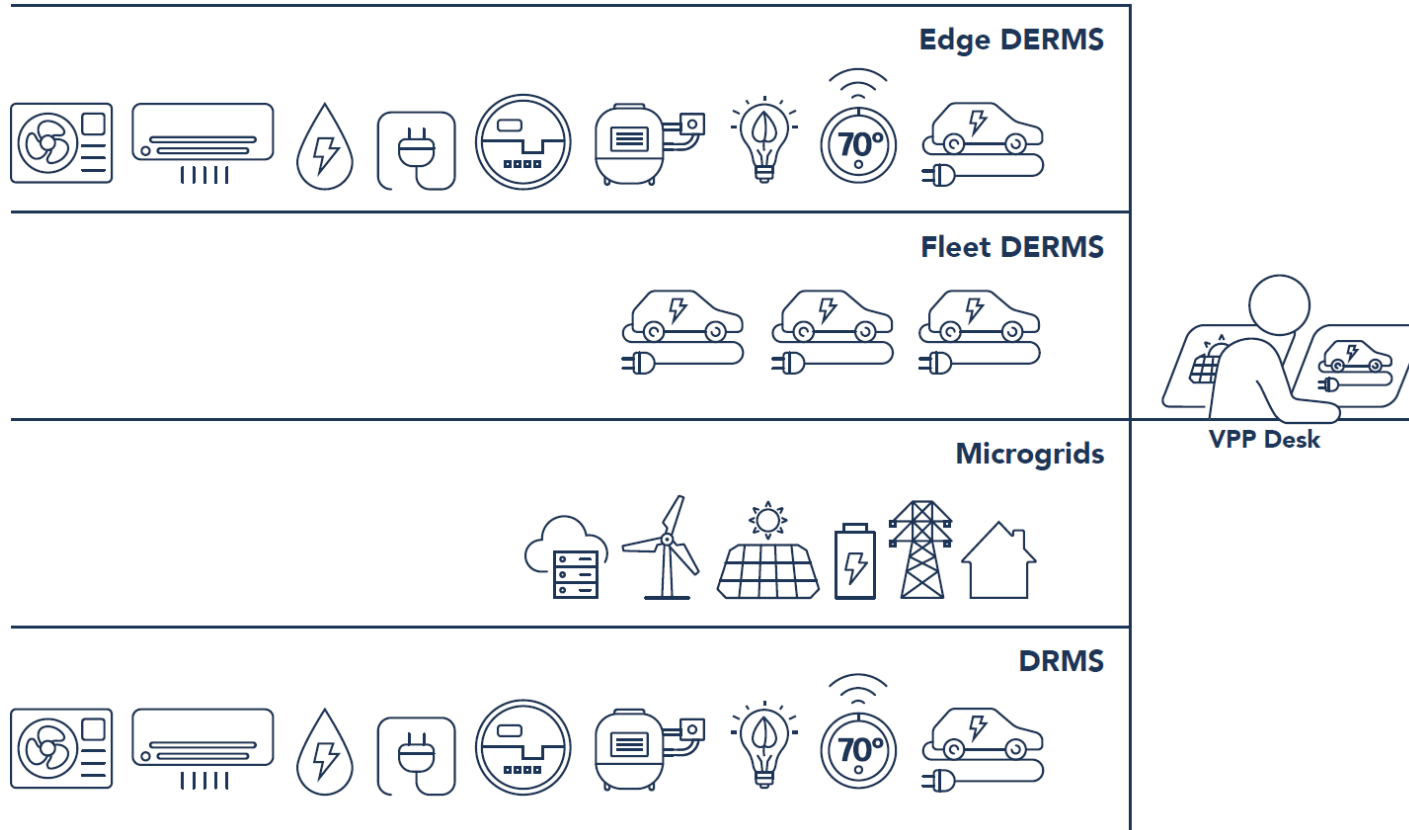 Edge DERMS
70°
Fleet DERMS
VPP Desk
Microgrids
DRMS
70°